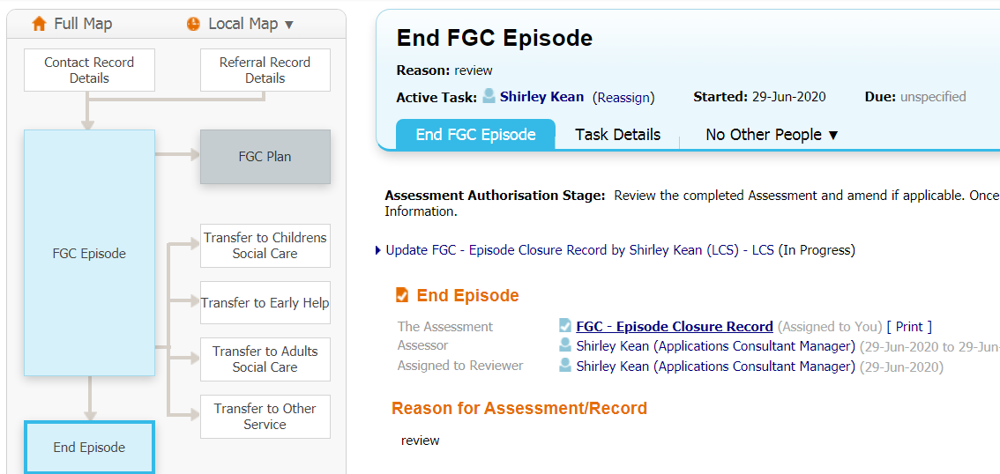 Full Map
Local Map ▼
Contact Record
Details
Referral Record
Details
FGC Episode
FGC Plan
Transfer to Childrens
Social Care
Transfer to Early Help
Transfer to Adults
Social Care
Transfer to Other
Service
End Episode
End FGC Episode
Reason: review
Active Task: Shirley Kean (Reassign) Started: 29-Jun-2020 Due: unspecified
End FGC Episode Task Details No Other People ▼
Assessment Authorisation Stage: Review the completed Assessment and amend if applicable. Once
Information.
Update FGC - Episode Closure Record by Shirley Kean (LCS) - LCS (In Progress)
End Episode
The Assessment FGC - Episode Closure Record (Assigned to You) [ Print ]
Assessor Shirley Kean (Applications Consultant Manager) (29-Jun-2020 to 29-Jun-
Assigned to Reviewer Shirley Kean (Applications Consultant Manager) (29-Jun-2020)
Reason for Assessment/Record
review